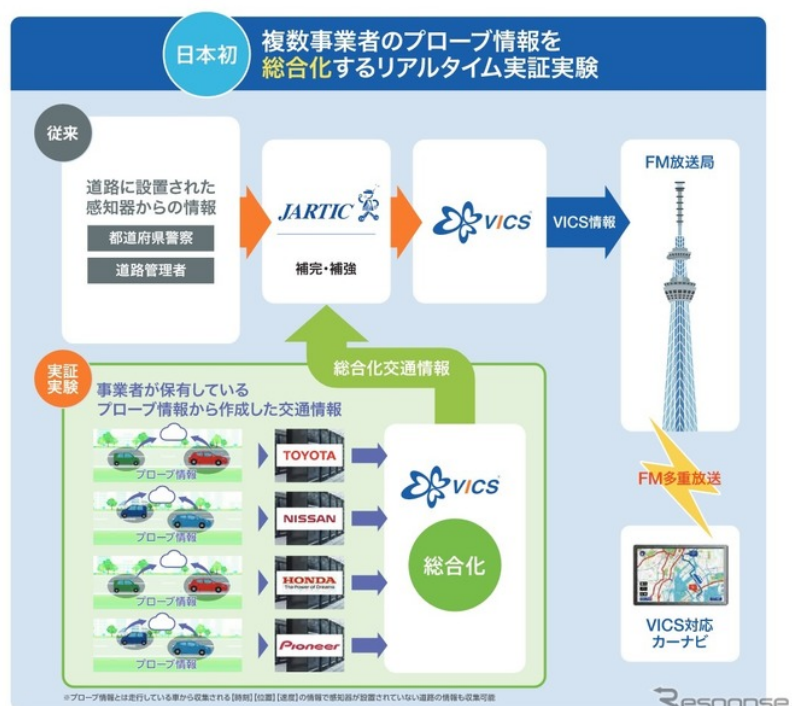 日本初
複数事業者のプローブ情報を
総合化するリアルタイム実証実験
従来
道路に設置された
感知器からの情報
都道府県警察
道路管理者
JARTIC
補完・補強
VICS
VICS情報
FM放送局
総合化交通情報
実証
実験
事業者が保有している
プローブ情報から作成した交通情報
プローブ情報
TOYOTA
プローブ情報
NISSAN
プローブ情報
HONDA
The Power of Dreams
プローブ情報
Pioneer
VICS
総合化
FM多重放送
VICS対応
カーナビ
※プローブ情報とは走行している車から収集される【時刻】【位置】【速度】の情報で感知器が設置されていない道路の情報も収集可能
Response